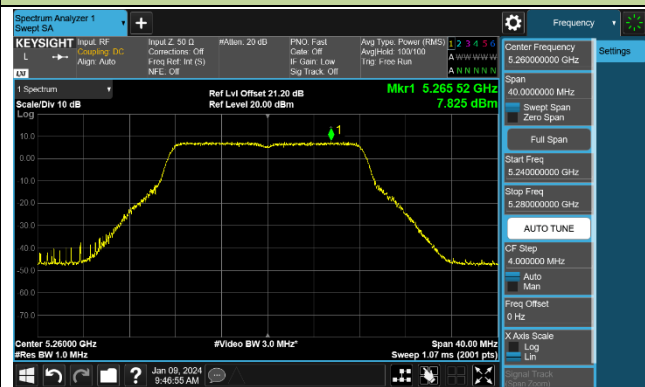 Spectrum Analyzer 1
Swept SA
Frequency
KEYSIGHT
L
LXI
Input: RF
Coupling: DC
Align: Auto
Input Z: 50 Ω
Corrections: Off
Freq Ref: Int (S)
NFE: Off
#Atten: 20 dB
PNO: Fast
Gate: Off
IF Gain: Low
Sig Track: Off
Avg Type: Power (RMS)
Avg|Hold: 100/100
Trig: Free Run
1 2 3 4 5 6
A W W W W W
A N N N N N
1 Spectrum
Scale/Div 10 dB
Log
Ref Lvl Offset 21.20 dB
Ref Level 20.00 dBm
Mkr1 5.265 52 GHz
7.825 dBm
1
10.0
0.00
-10.0
-20.0
-30.0
-40.0
-50.0
-60.0
-70.0
Center 5.26000 GHz
#Res BW 1.0 MHz
#Video BW 3.0 MHz*
Span 40.00 MHz
Sweep 1.07 ms (2001 pts)
Jan 09, 2024
9:46:55 AM
Center Frequency
5.260000000 GHz
Settings
Span
40.0000000 MHz
Swept Span
Zero Span
Full Span
Start Freq
5.240000000 GHz
Stop Freq
5.280000000 GHz
AUTO TUNE
CF Step
4.000000 MHz
Auto
Man
Freq Offset
0 Hz
X Axis Scale
Log
Lin
Signal Track
(Span Zoom)